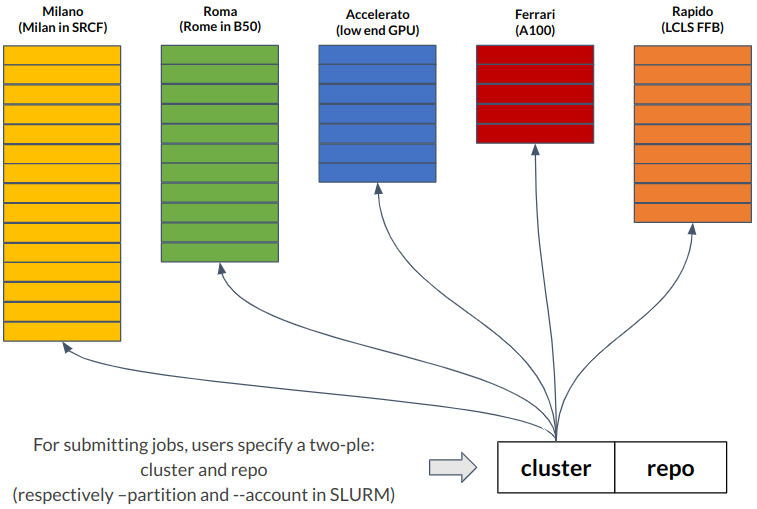 Milano
(Milan in SRCF)
Roma
(Rome in B50)
Accelerato
(low end GPU)
Ferrari
(A100)
Rapido
(LCLS FFB)
For submitting jobs, users specify a two-ple:
cluster and repo
(respectively –partition and --account in SLURM)
cluster
repo